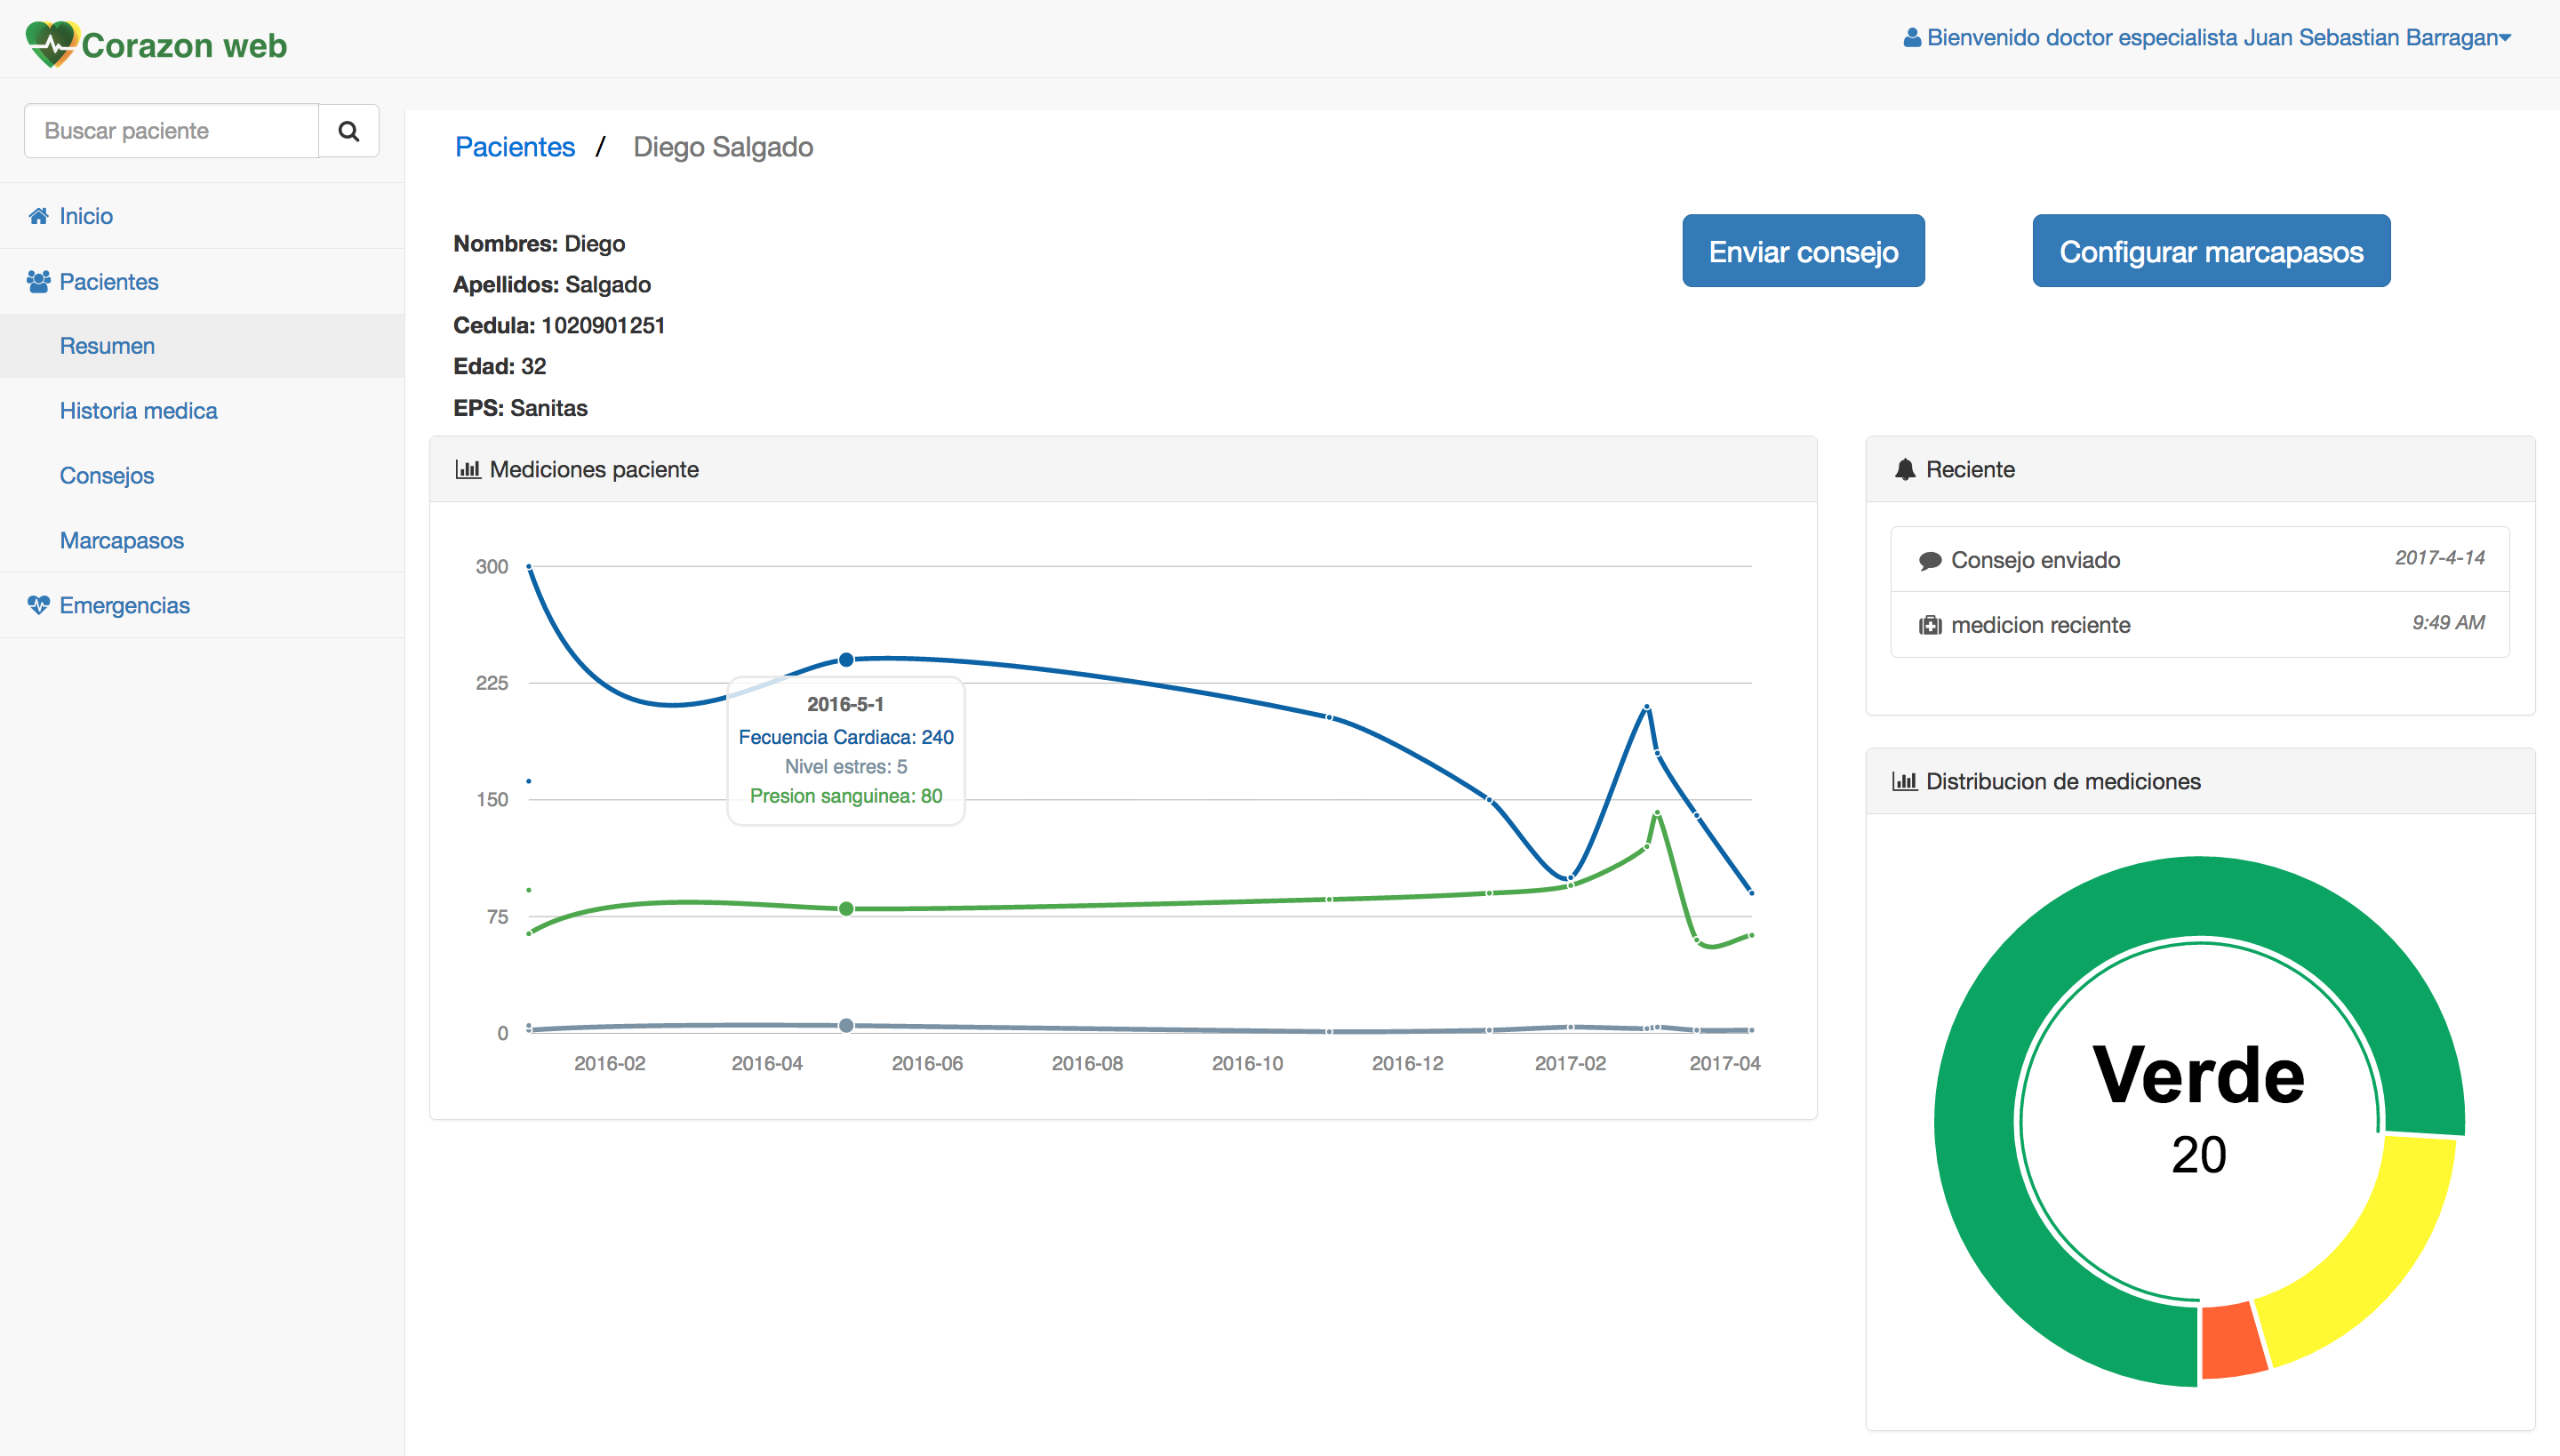 Corazon web
Bienvenido doctor especialista Juan Sebastian Barragan
Buscar paciente
Inicio
Pacientes
Resumen
Historia medica
Consejos
Marcapasos
Emergencias
Pacientes / Diego Salgado
Nombres: Diego
Apellidos: Salgado
Cedula: 1020901251
Edad: 32
EPS: Sanitas
Enviar consejo
Configurar marcapasos
Mediciones paciente
300
225
150
75
0
2016-5-1
Fecuencia Cardiaca: 240
Nivel estres: 5
Presion sanguinea: 80
2016-02 2016-04 2016-06 2016-08 2016-10 2016-12 2017-02 2017-04
Reciente
Consejo enviado 2017-4-14
medicion reciente 9:49 AM
Distribucion de mediciones
Verde
20